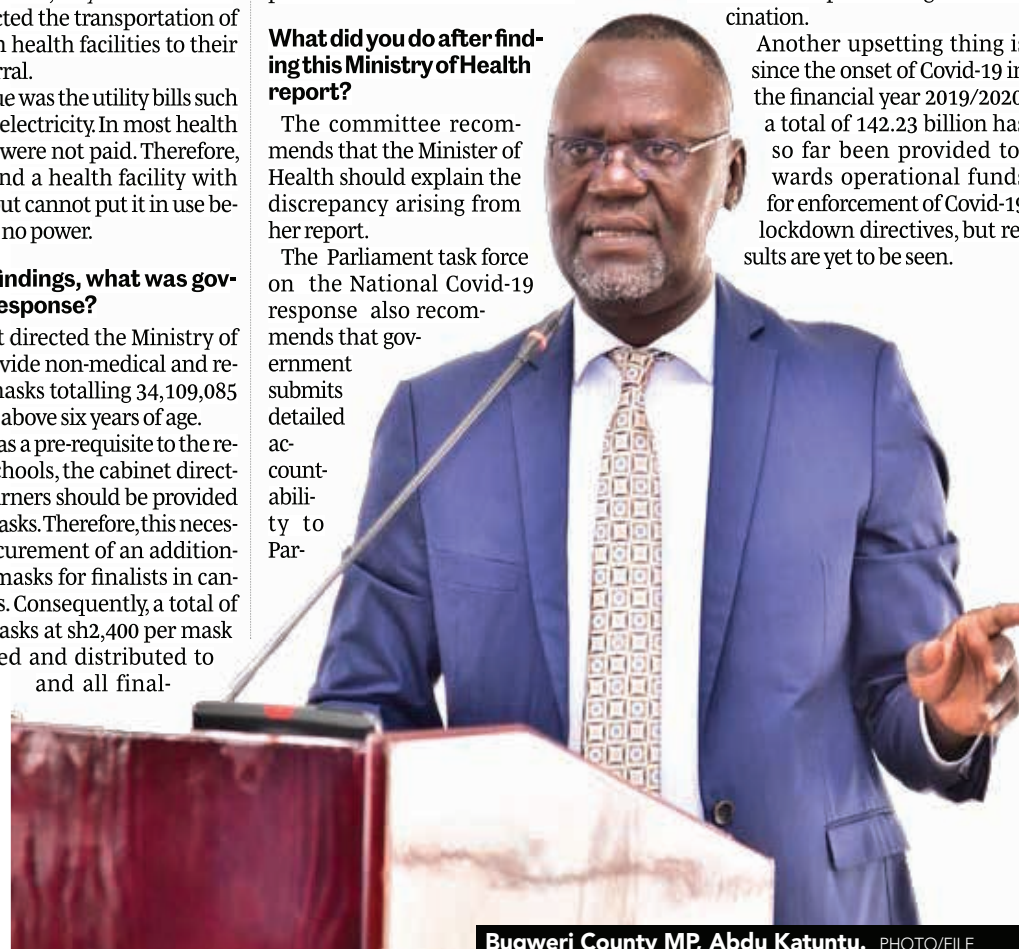 cted the transportation of
health facilities to their
rral.
ue was the utility bills such
electricity. In most health
were not paid. Therefore,
nd a health facility with
ut cannot put it in use be-
no power.
indings, what was gov-
esponse?
t directed the Ministry of
vide non-medical and re-
masks totalling 34,109,085
above six years of age.
as a pre-requisite to the re-
chools, the cabinet direct-
rners should be provided
asks. Therefore, this neces-
curement of an addition-
masks for finalists in can-
s. Consequently, a total of
asks at sh2,400 per mask
ed and distributed to
and all final-
What did you do after find-
ing this Ministry of Health
report?
The committee recom-
mends that the Minister of
Health should explain the
discrepancy arising from
her report.
The Parliament task force
on the National Covid-19
response also recom-
mends that gov-
ernment
submits
detailed
ac-
count-
abili-
ty to
Par-
cination.
Another upsetting thing is
since the onset of Covid-19 in
the financial year 2019/2020
a total of 142.23 billion has
so far been provided to-
wards operational funds
for enforcement of Covid-19
lockdown directives, but re-
sults are yet to be seen.
Bugweri County MP, Abdu Katuntu. PHOTO/FILE